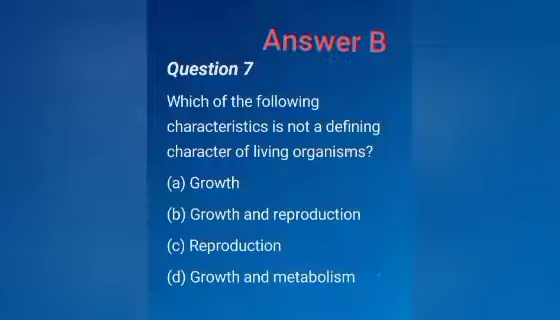 Answer B
Question 7
Which of the following
characteristics is not a defining
character of living organisms?
(a) Growth
(b) Growth and reproduction
(c) Reproduction
(d) Growth and metabolism